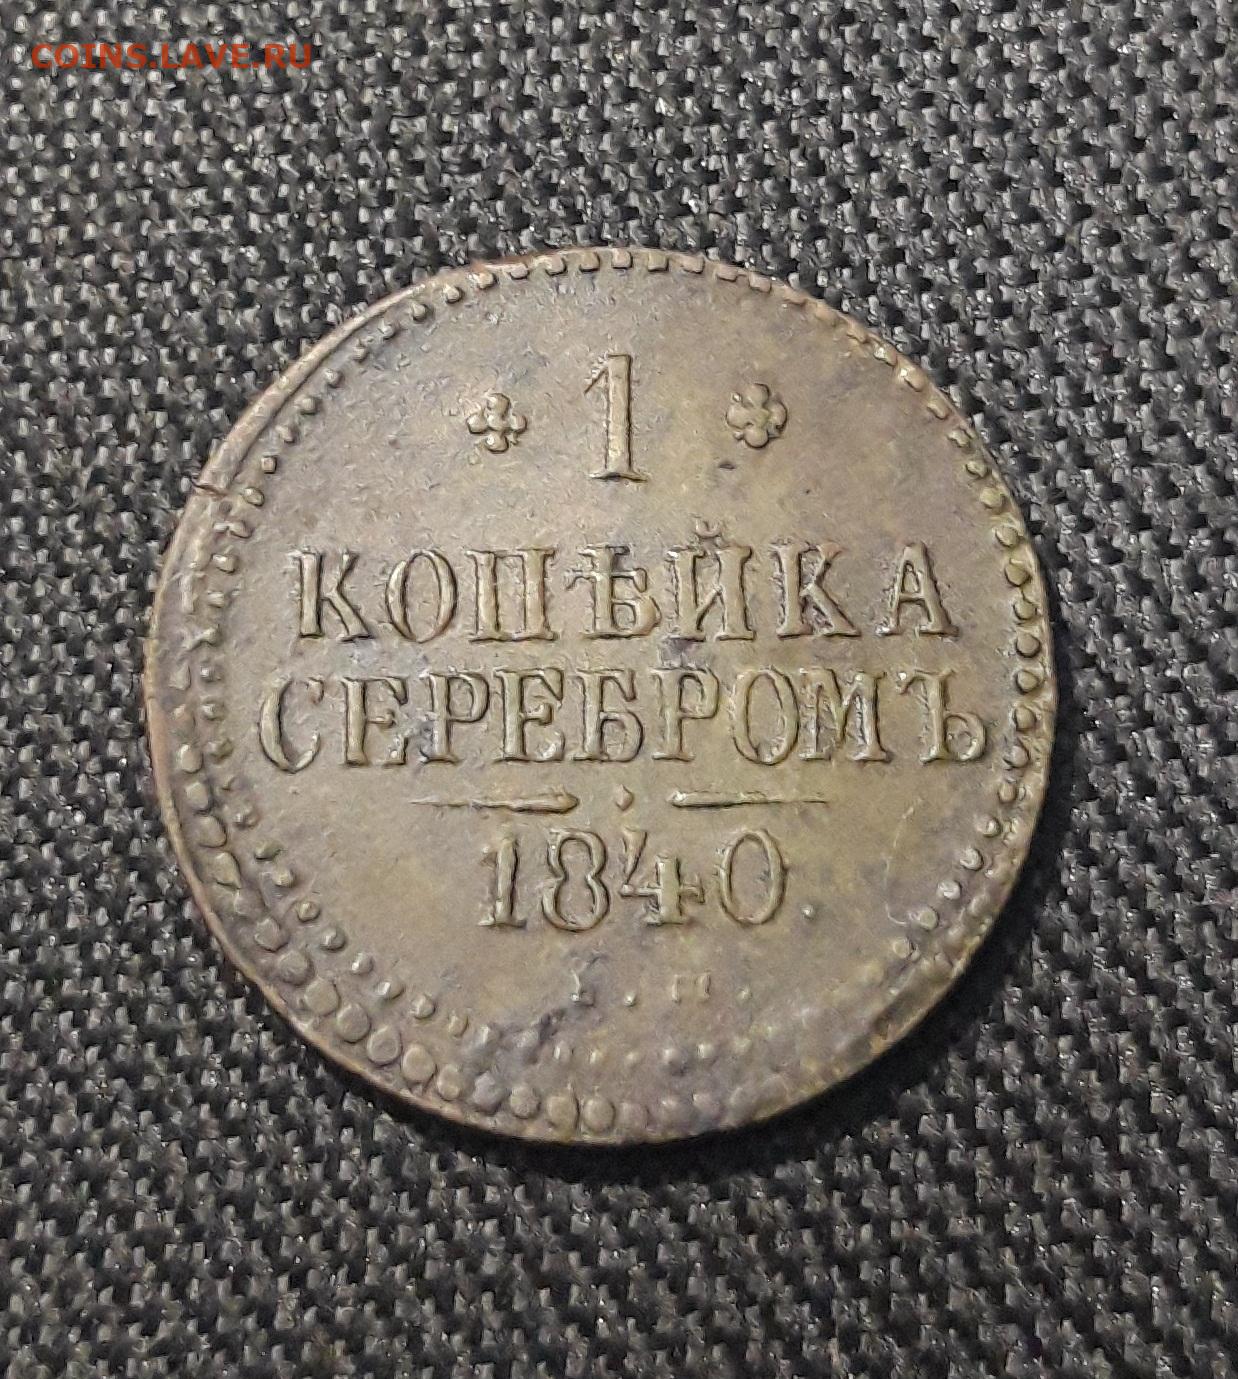 COINS.LAVE.RU
1
КОПѢЙКА
СЕРЕБРОМЪ
1840.